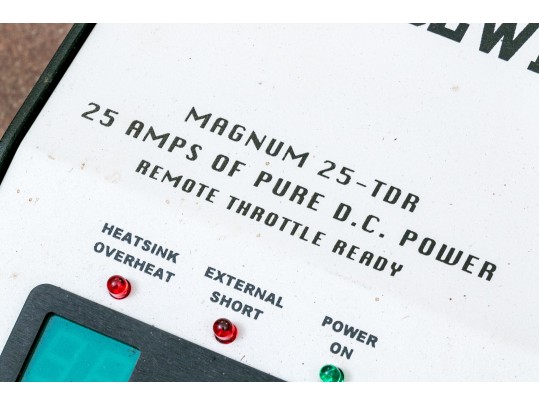 MAGNUM 25-TDR
25 AMPS OF PURE D.C. POWER
REMOTE THROTTLE READY
HEATSINK
OVERHEAT
EXTERNAL
SHORT
POWER
ON